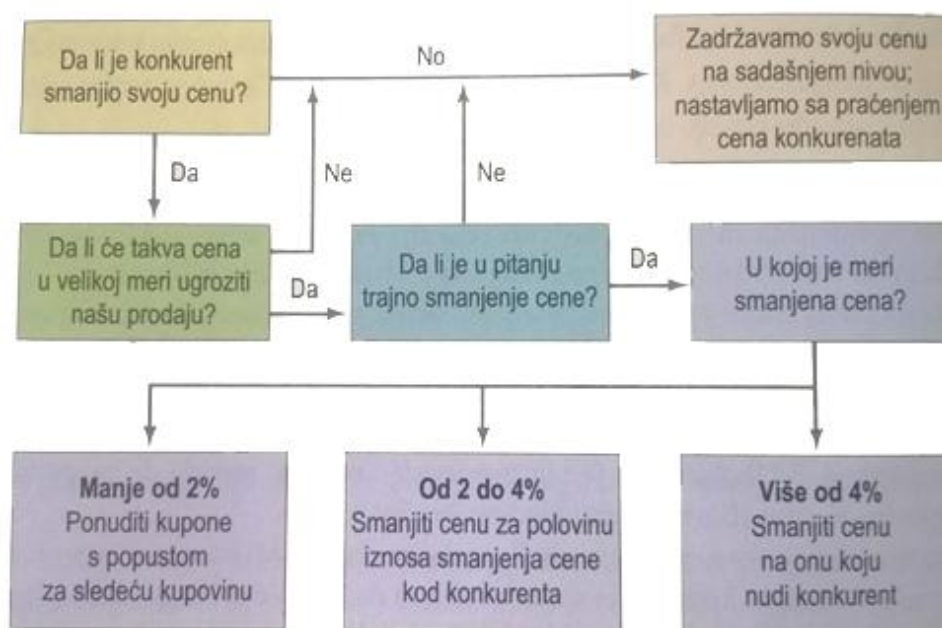 Da li je konkurent
smanjio svoju cenu?
No
Zadržavamo svoju cenu
na sadašnjem nivou;
nastavljamo sa praćenjem
cena konkurenata
Da
Ne
Ne
Da li će takva cena
u velikoj meri ugroziti
našu prodaju?
Da
Da li je u pitanju
trajno smanjenje cene?
Da
U kojoj je meri
smanjena cena?
Manje od 2%
Ponuditi kupone
s popustom
za sledeću kupovinu
Od 2 do 4%
Smanjiti cenu za polovinu
iznosa smanjenja cene
kod konkurenta
Više od 4%
Smanjiti cenu
na onu koju
nudi konkurent